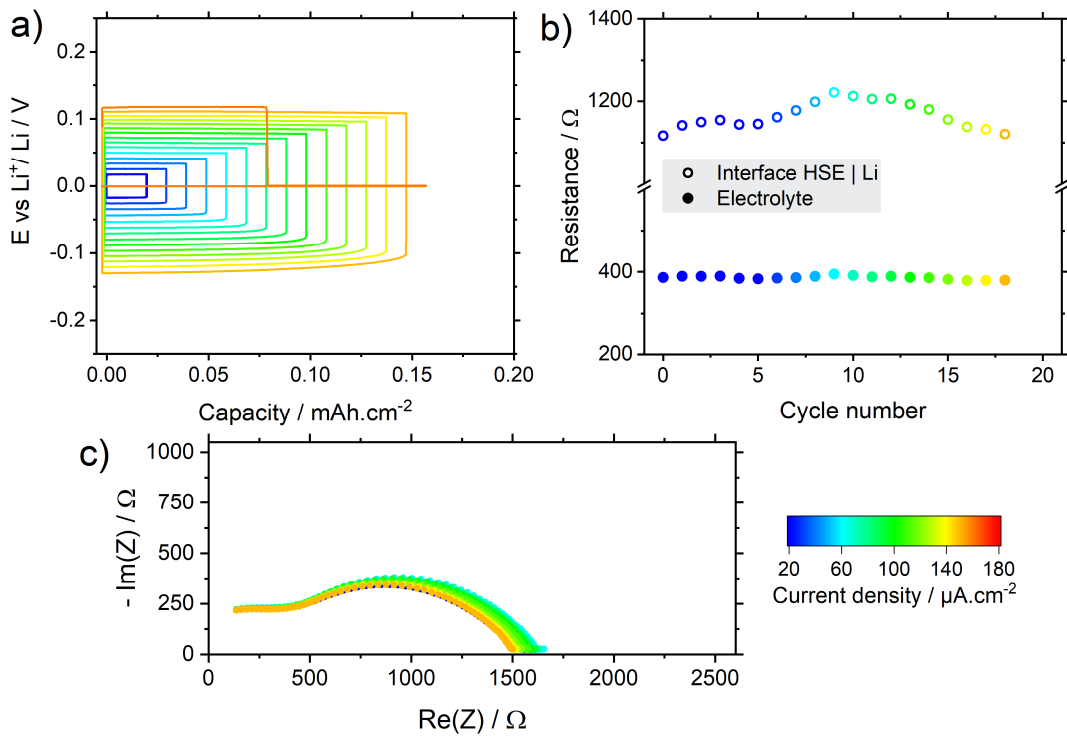 a)
0.2
0.1
0.0
-0.1
-0.2
E vs Li⁺/ Li / V
0.00
0.05
0.10
0.15
0.20
Capacity / mAh.cm⁻²
b)
1400
1200
400
200
Resistance / Ω
Interface HSE | Li
Electrolyte
0
5
10
15
20
Cycle number
c)
1000
750
500
250
0
- Im(Z) / Ω
0
500
1000
1500
2000
2500
Re(Z) / Ω
20
60
100
140
180
Current density / µA.cm⁻²